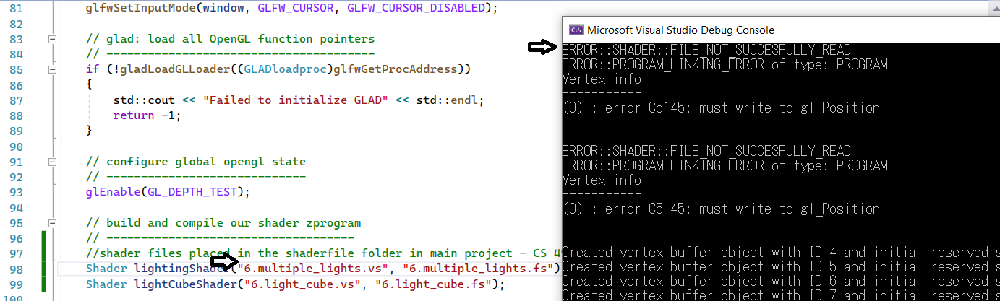 81 glfwSetInputMode(window, GLFW_CURSOR, GLFW_CURSOR_DISABLED);
82
83 // glad: load all OpenGL function pointers
84 // ---------------------------------------
85 if (!gladLoadGLLoader((GLADloadproc)glfwGetProcAddress))
86 {
87 std::cout << "Failed to initialize GLAD" << std::endl;
88 return -1;
89 }
90
91 // configure global opengl state
92 // -----------------------------
93 glEnable(GL_DEPTH_TEST);
94
95 // build and compile our shader zprogram
96 // ------------------------------------
97 //shader files placed in the shaderfile folder in main project - CS 4
98 Shader lightingShader("6.multiple_lights.vs", "6.multiple_lights.fs")
99 Shader lightCubeShader("6.light_cube.vs", "6.light_cube.fs");
100
C:\ Microsoft Visual Studio Debug Console
ERROR::SHADER::FILE_NOT_SUCCESFULLY_READ
ERROR::PROGRAM_LINKING_ERROR of type: PROGRAM
Vertex info
-----------
(0) : error C5145: must write to gl_Position
-- --------------------------------------------------- --
ERROR::SHADER::FILE_NOT_SUCCESFULLY_READ
ERROR::PROGRAM_LINKING_ERROR of type: PROGRAM
Vertex info
-----------
(0) : error C5145: must write to gl_Position
-- --------------------------------------------------- --
Created vertex buffer object with ID 4 and initial reserved s
Created vertex buffer object with ID 5 and initial reserved s
Created vertex buffer object with ID 6 and initial reserved s
Created vertex buffer object with ID 7 and initial reserved s